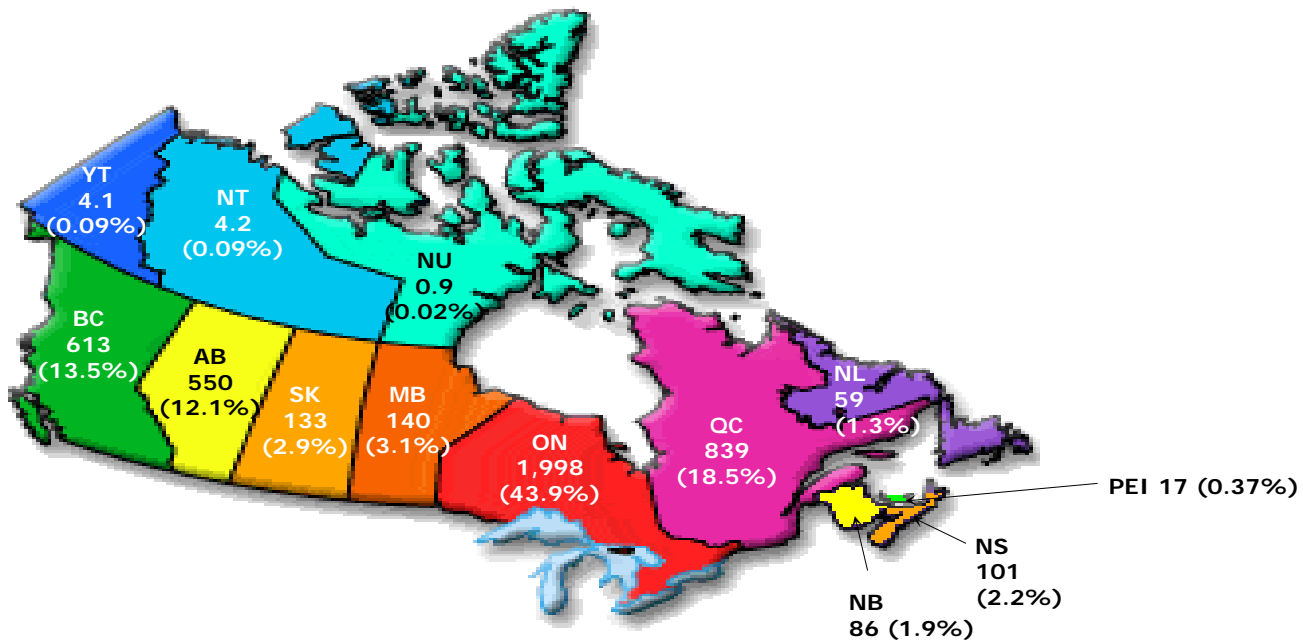 YT
4.1
(0.09%)
NT
4.2
(0.09%)
NU
0.9
(0.02%)
BC
613
(13.5%)
AB
550
(12.1%)
SK
133
(2.9%)
MB
140
(3.1%)
ON
1,998
(43.9%)
QC
839
(18.5%)
NL
59
(1.3%)
PEI 17 (0.37%)
NS
101
(2.2%)
NB
86 (1.9%)